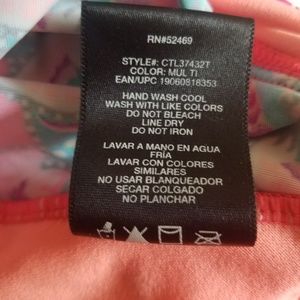 RN#52469
STYLE#: CTL37432T
COLOR: MULTI
EAN/UPC 19060818353
HAND WASH COOL
WASH WITH LIKE COLORS
DO NOT BLEACH
LINE DRY
DO NOT IRON
LAVAR A MANO EN AGUA
FRÍA
LAVAR CON COLORES
SIMILARES
NO USAR BLANQUEADOR
SECAR COLGADO
NO PLANCHAR